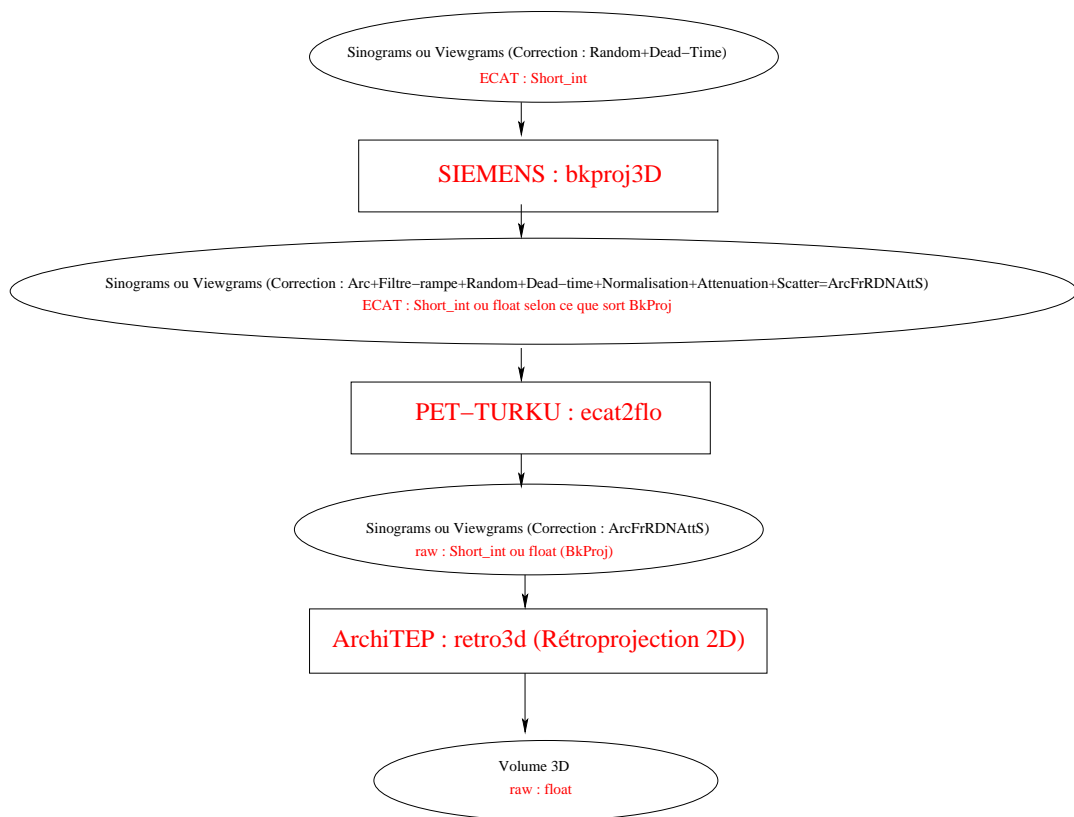 Sinograms ou Viewgrams (Correction : Random+Dead−Time)
ECAT : Short_int
SIEMENS : bkproj3D
Sinograms ou Viewgrams (Correction : Arc+Filtre−rampe+Random+Dead−time+Normalisation+Attenuation+Scatter=ArcFrRDNAttS)
ECAT : Short_int ou float selon ce que sort BkProj
PET−TURKU : ecat2flo
Sinograms ou Viewgrams (Correction : ArcFrRDNAttS)
raw : Short_int ou float (BkProj)
ArchiTEP : retro3d (Rétroprojection 2D)
Volume 3D
raw : float